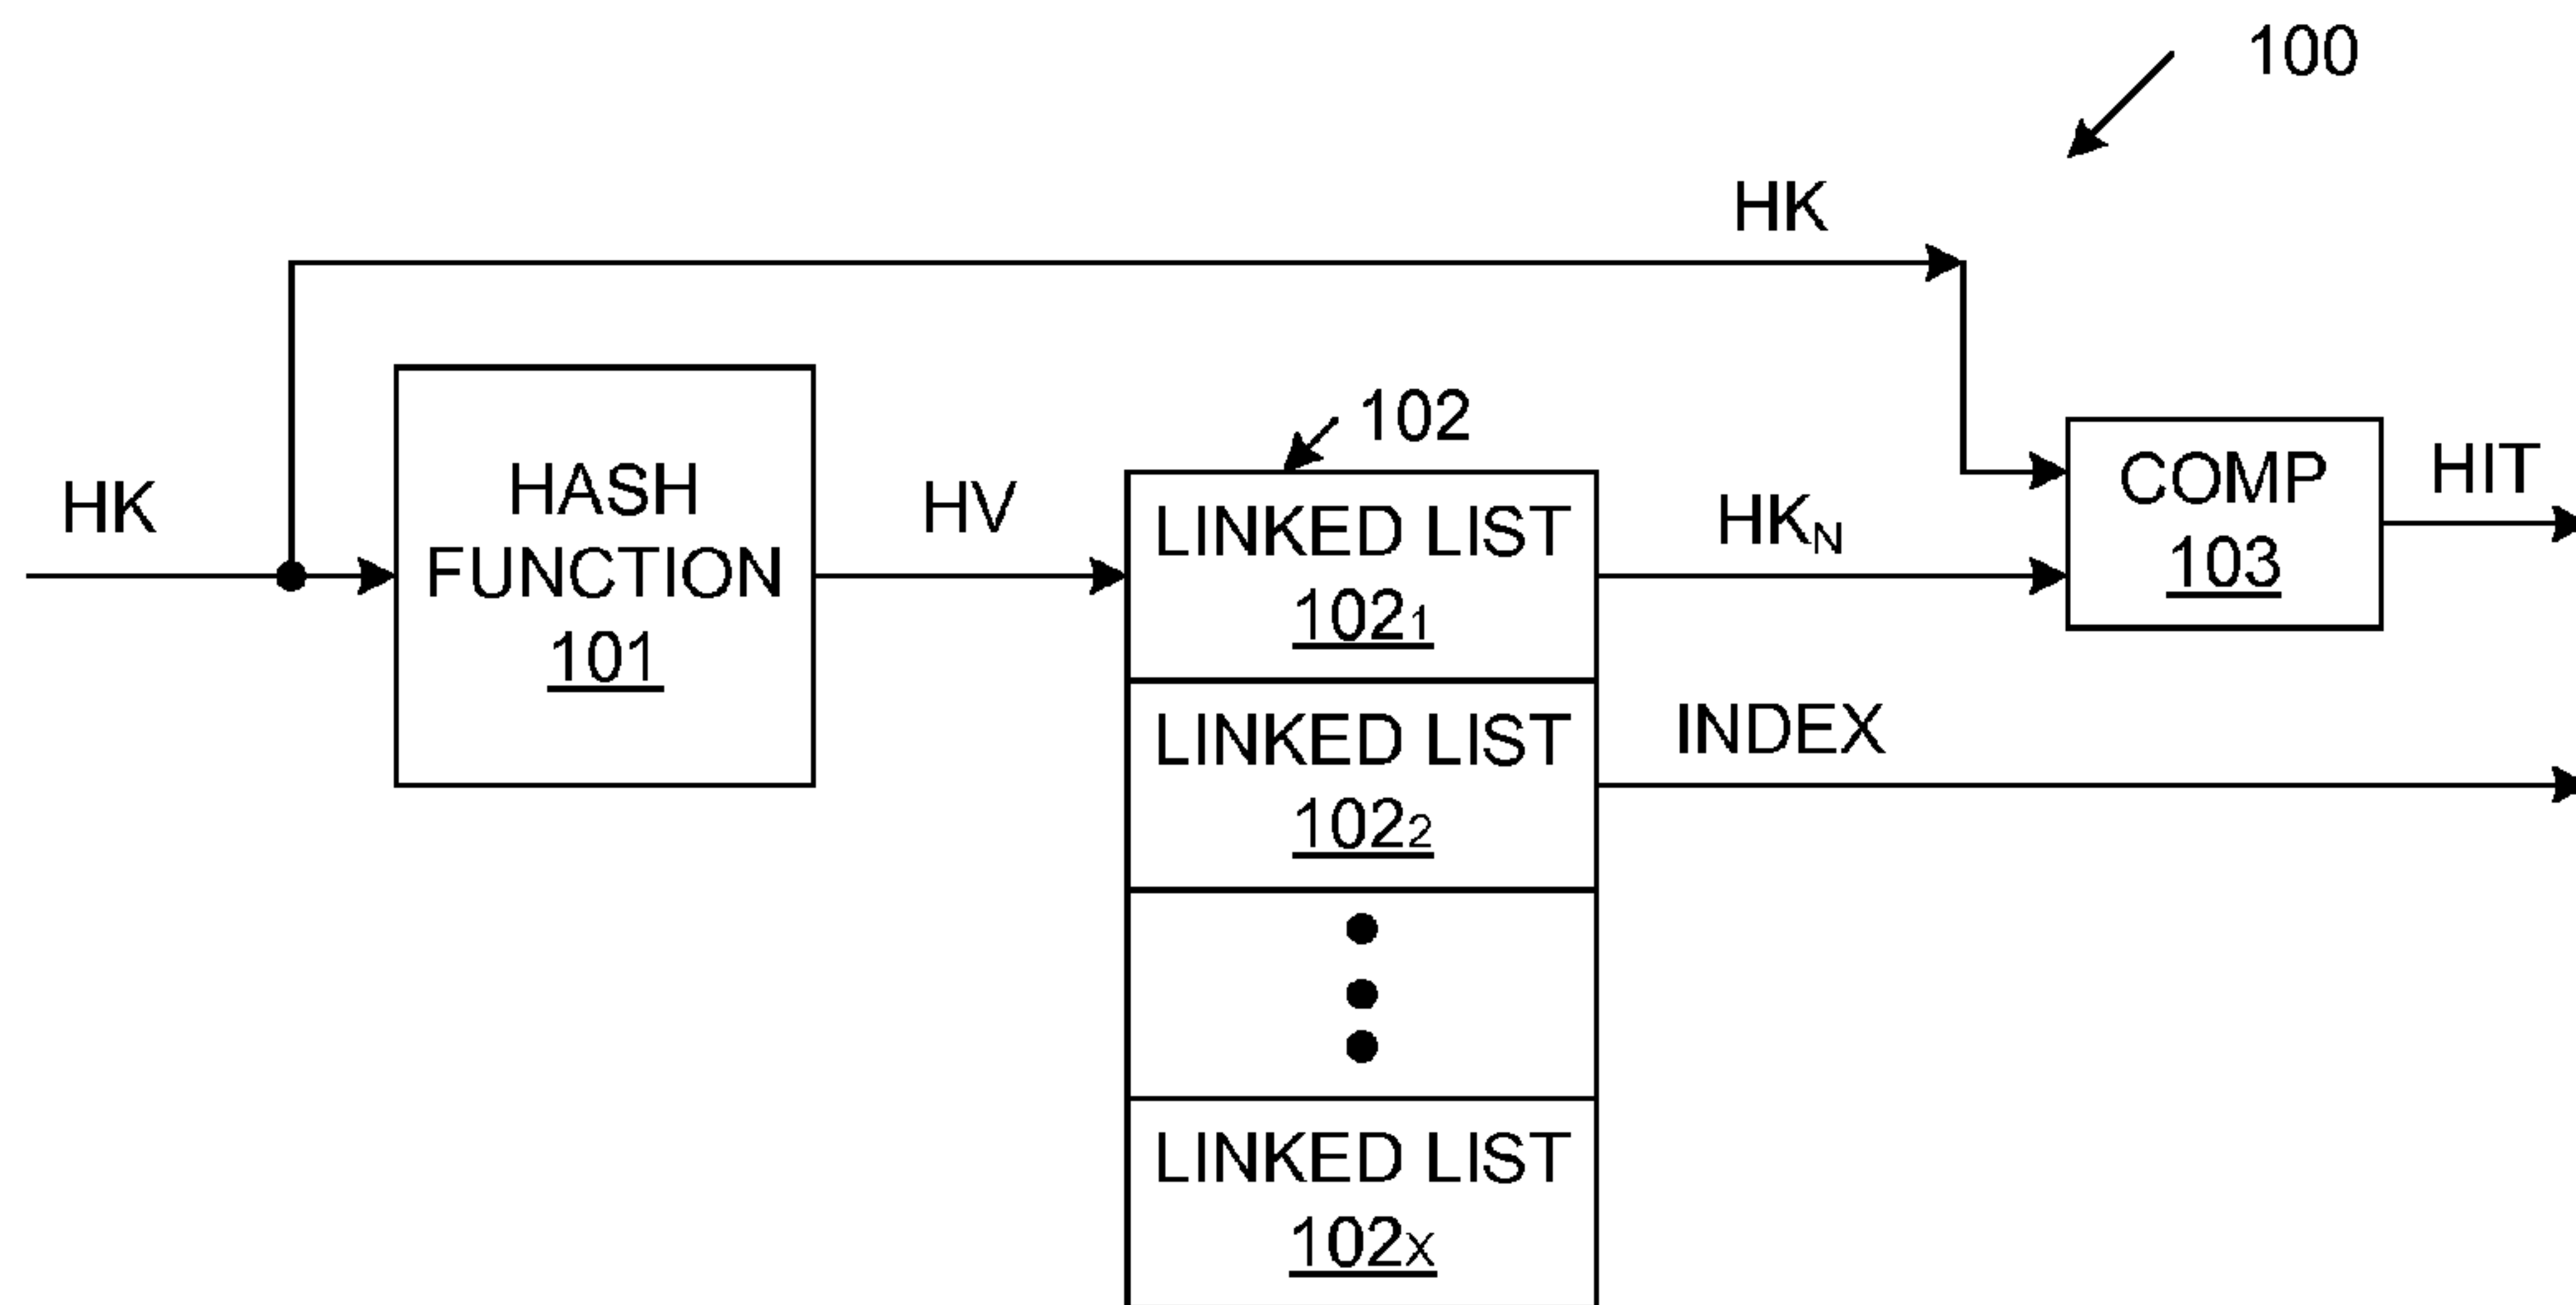 100
HK
102
HK
HASH
FUNCTION
101
HV
LINKED LIST
102₁
HKN
COMP
103
HIT
LINKED LIST
102₂
INDEX
LINKED LIST
102X